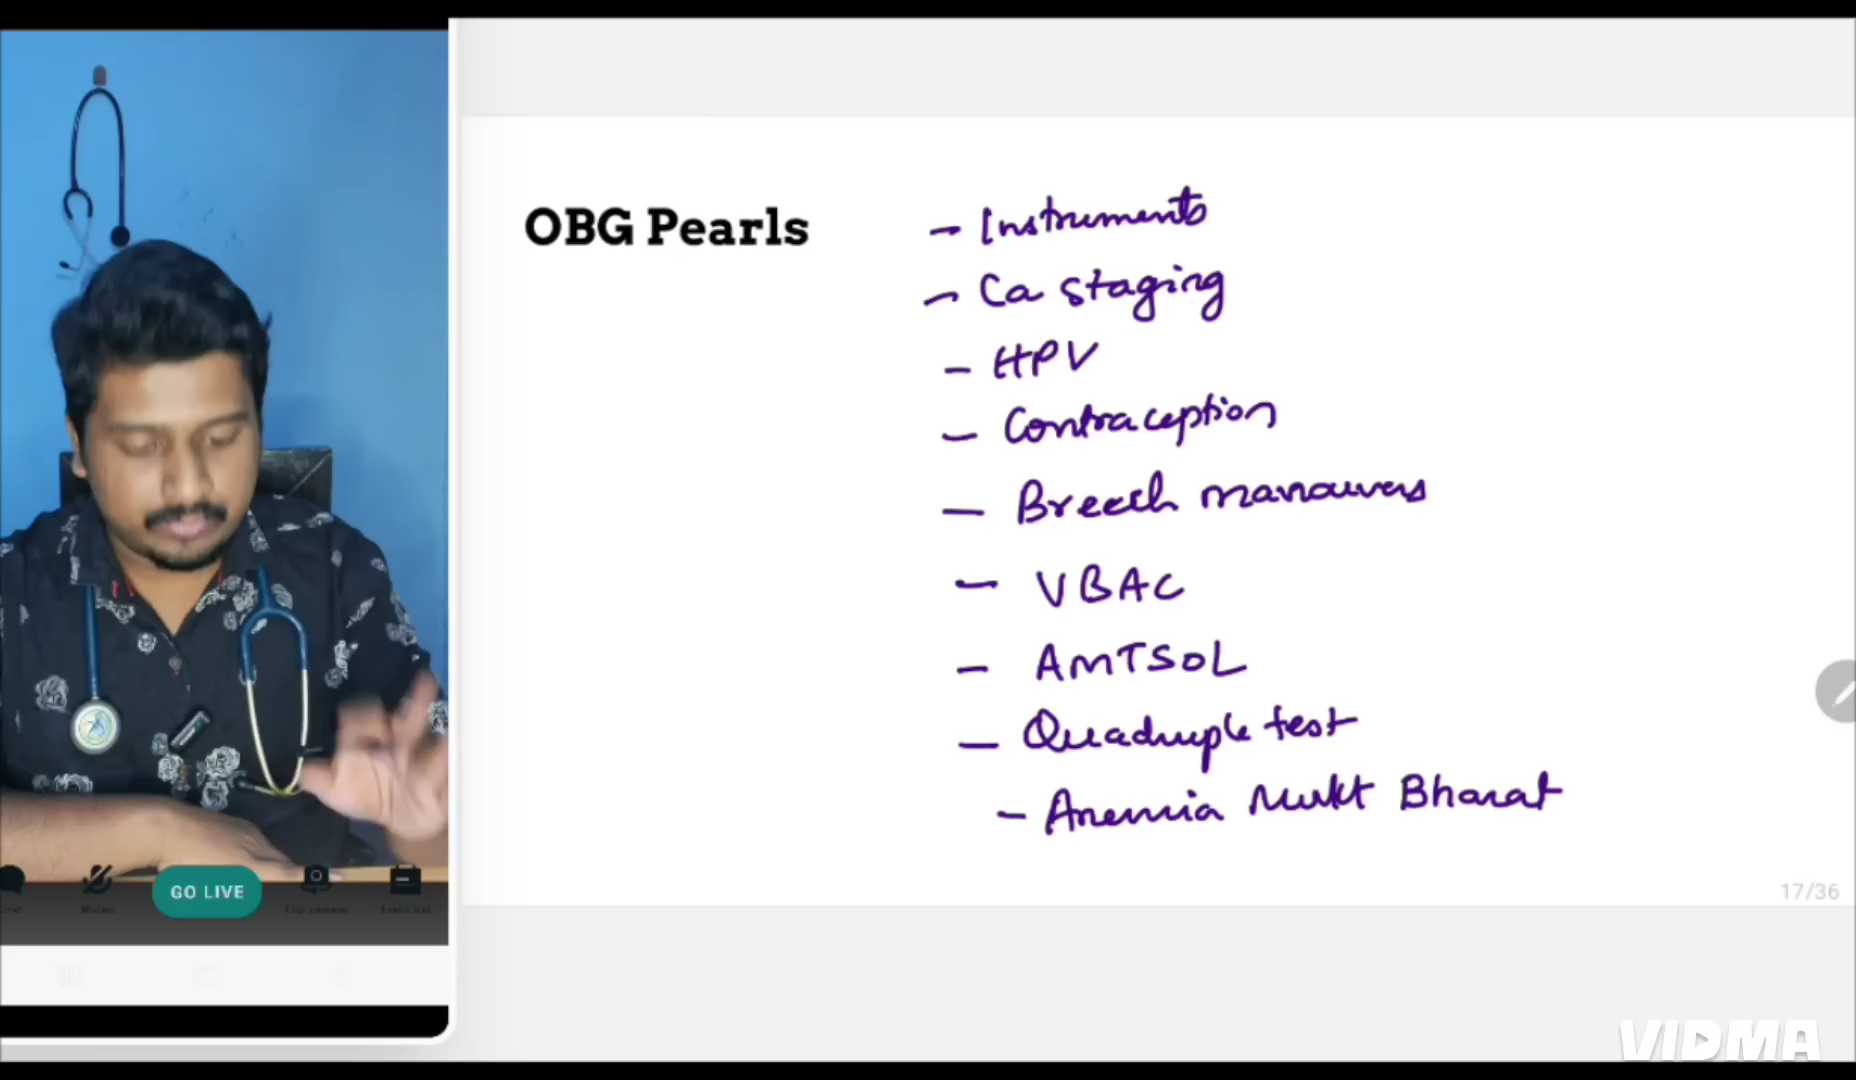 OBG Pearls
- Instruments
- Ca staging
- HPV
- Contraception
- Breech manouvers
- VBAC
- AMTSOL
- Quadruple test
- Anemia Mukt Bharat
GO LIVE
17/36
VIDMA